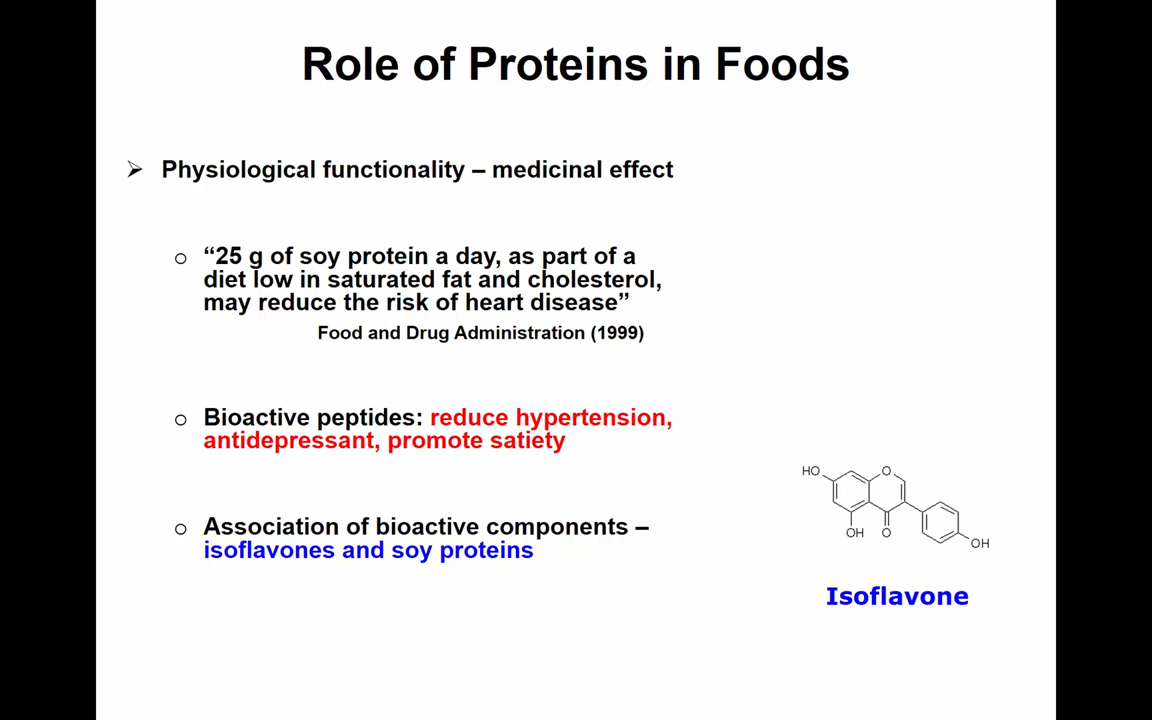 Role of Proteins in Foods
➢ Physiological functionality – medicinal effect
o “25 g of soy protein a day, as part of a
diet low in saturated fat and cholesterol,
may reduce the risk of heart disease”
Food and Drug Administration (1999)
o Bioactive peptides: reduce hypertension,
antidepressant, promote satiety
o Association of bioactive components –
isoflavones and soy proteins
HO
O
OH
O
OH
Isoflavone